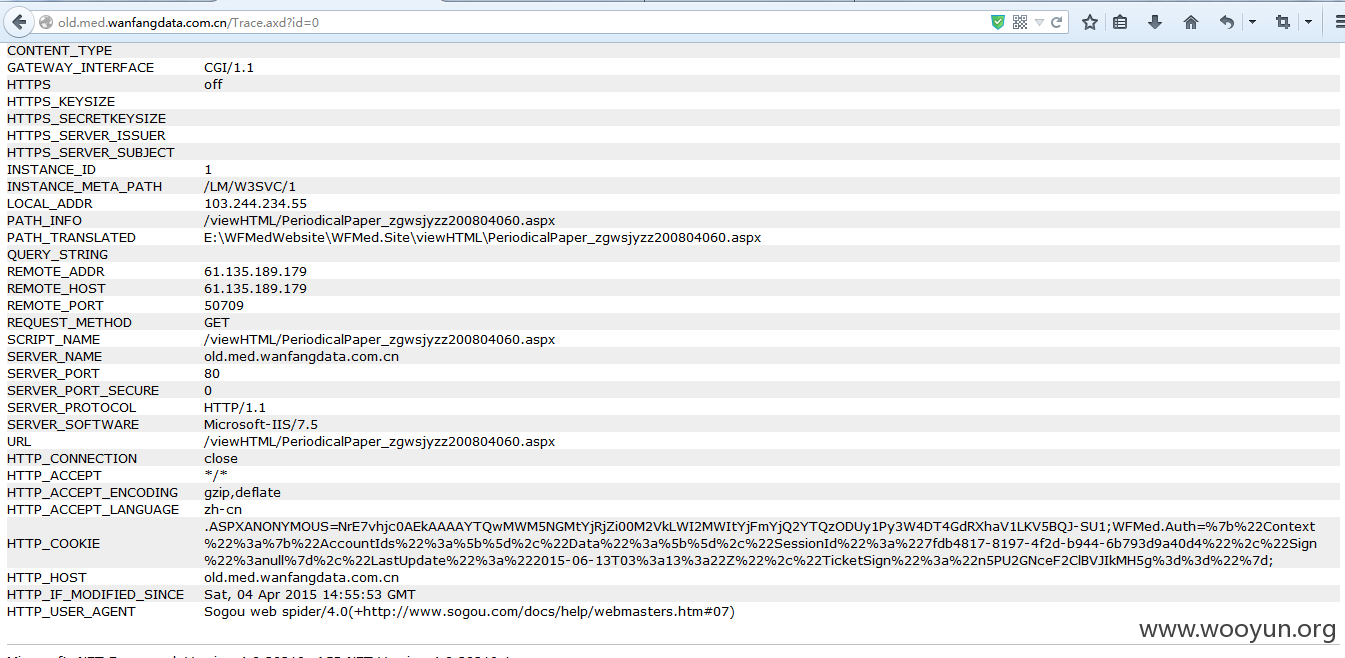 old.med.wanfangdata.com.cn/Trace.axd?id=0
CONTENT_TYPE
GATEWAY_INTERFACE CGI/1.1
HTTPS off
HTTPS_KEYSIZE
HTTPS_SECRETKEYSIZE
HTTPS_SERVER_ISSUER
HTTPS_SERVER_SUBJECT
INSTANCE_ID 1
INSTANCE_META_PATH /LM/W3SVC/1
LOCAL_ADDR 103.244.234.55
PATH_INFO /viewHTML/PeriodicalPaper_zgwsjyzz200804060.aspx
PATH_TRANSLATED E:\WFMedWebsite\WFMed.Site\viewHTML\PeriodicalPaper_zgwsjyzz200804060.aspx
QUERY_STRING
REMOTE_ADDR 61.135.189.179
REMOTE_HOST 61.135.189.179
REMOTE_PORT 50709
REQUEST_METHOD GET
SCRIPT_NAME /viewHTML/PeriodicalPaper_zgwsjyzz200804060.aspx
SERVER_NAME old.med.wanfangdata.com.cn
SERVER_PORT 80
SERVER_PORT_SECURE 0
SERVER_PROTOCOL HTTP/1.1
SERVER_SOFTWARE Microsoft-IIS/7.5
URL /viewHTML/PeriodicalPaper_zgwsjyzz200804060.aspx
HTTP_CONNECTION close
HTTP_ACCEPT */*
HTTP_ACCEPT_ENCODING gzip,deflate
HTTP_ACCEPT_LANGUAGE zh-cn
.ASPXANONYMOUS=NrE7vhjc0AEkAAAAYTQwMWM5NGMtYjRjZi00M2VkLWI2MWItYjFmYjQ2YTQzODUy1Py3W4DT4GdRXhaV1LKV5BQJ-SU1;WFMed.Auth=%7b%22Context
HTTP_COOKIE %22%3a%7b%22AccountIds%22%3a%5b%5d%2c%22Data%22%3a%5b%5d%2c%22SessionId%22%3a%227fdb4817-8197-4f2d-b944-6b793d9a40d4%22%2c%22Sign
%22%3anull%7d%2c%22LastUpdate%22%3a%222015-06-13T03%3a13%3a22Z%22%2c%22TicketSign%22%3a%22n5PU2GNceF2ClBVJIkMH5g%3d%3d%22%7d;
HTTP_HOST old.med.wanfangdata.com.cn
HTTP_IF_MODIFIED_SINCE Sat, 04 Apr 2015 14:55:53 GMT
HTTP_USER_AGENT Sogou web spider/4.0(+http://www.sogou.com/docs/help/webmasters.htm#07)
www.wooyun.org